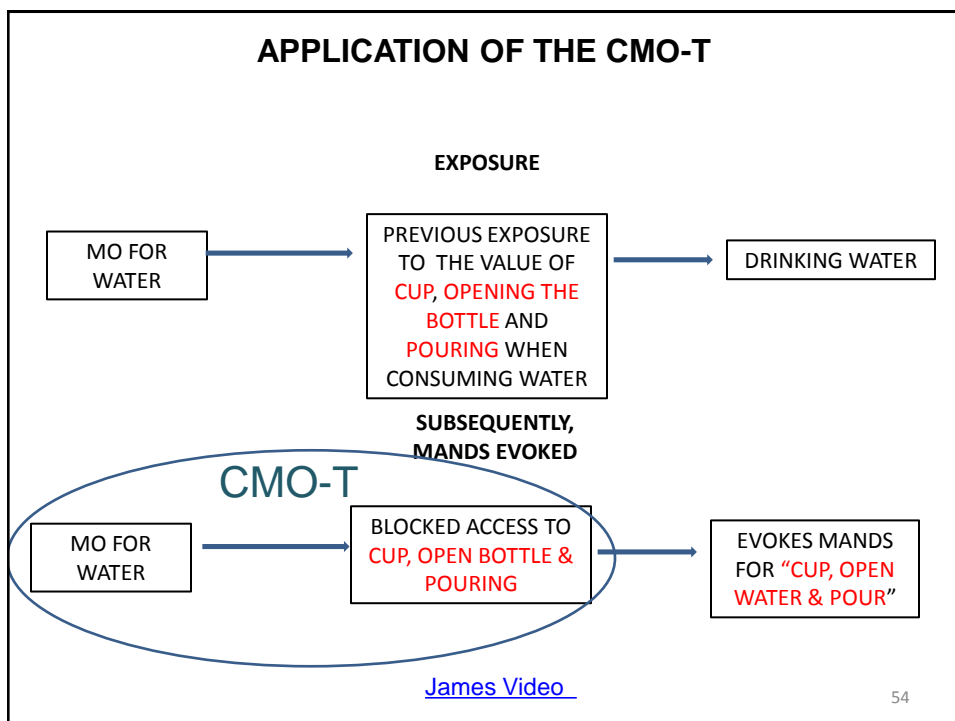 APPLICATION OF THE CMO-T
EXPOSURE
MO FOR
WATER
PREVIOUS EXPOSURE
TO THE VALUE OF
CUP, OPENING THE
BOTTLE AND
POURING WHEN
CONSUMING WATER
DRINKING WATER
SUBSEQUENTLY,
MANDS EVOKED
CMO-T
MO FOR
WATER
BLOCKED ACCESS TO
CUP, OPEN BOTTLE &
POURING
EVOKES MANDS
FOR “CUP, OPEN
WATER & POUR”
James Video
54